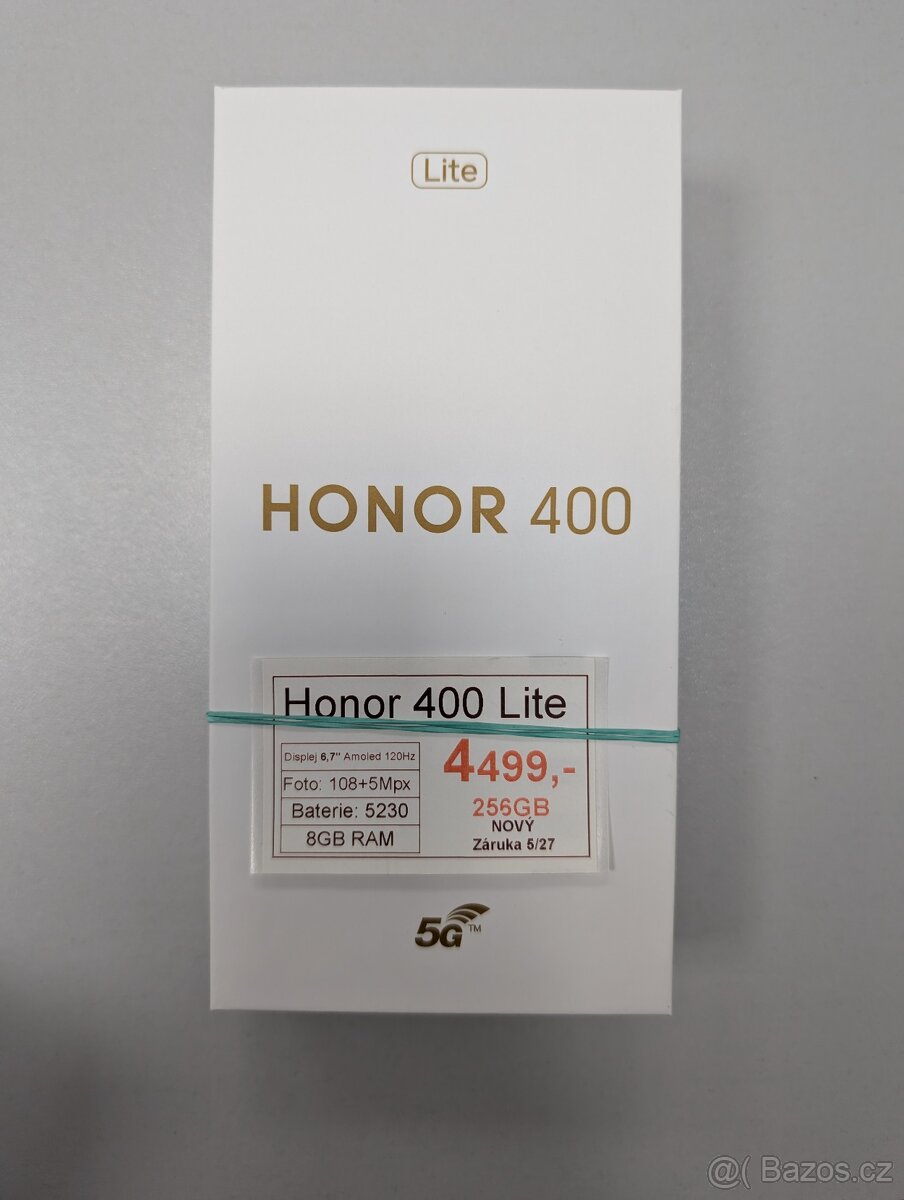 Lite
HONOR 400
Honor 400 Lite
Displej 6,7" Amoled 120Hz
Foto: 108+5Mpx
Baterie: 5230
8GB RAM
4499,-
256GB
NOVÝ
Záruka 5/27
5G™
@( Bazos.cz